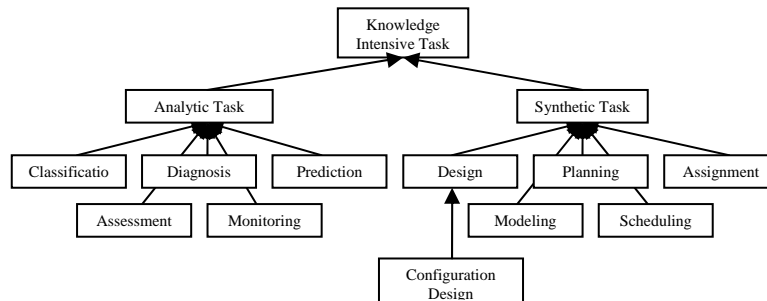 Knowledge
Intensive Task
Analytic Task
Synthetic Task
Classificatio
Diagnosis
Prediction
Design
Planning
Assignment
Assessment
Monitoring
Modeling
Scheduling
Configuration
Design